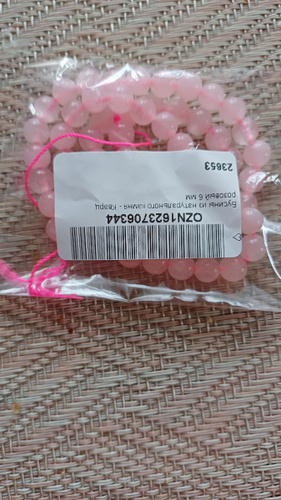 OZN1623706344
Бусины из натурального камня - Кварц
розовый 6 мм
23653